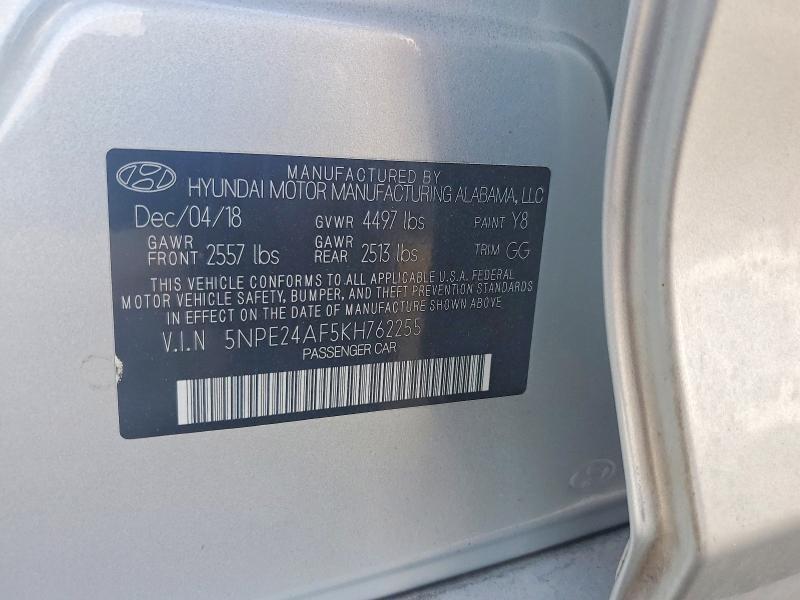 MANUFACTURED BY
HYUNDAI MOTOR MANUFACTURING ALABAMA, LLC
Dec/04/18 GVWR 4497 lbs PAINT Y8
GAWR FRONT 2557 lbs GAWR REAR 2513 lbs TRIM GG
THIS VEHICLE CONFORMS TO ALL APPLICABLE U.S.A. FEDERAL
MOTOR VEHICLE SAFETY, BUMPER, AND THEFT PREVENTION STANDARDS
IN EFFECT ON THE DATE OF MANUFACTURE SHOWN ABOVE
V.I.N 5NPE24AF5KH762255
PASSENGER CAR